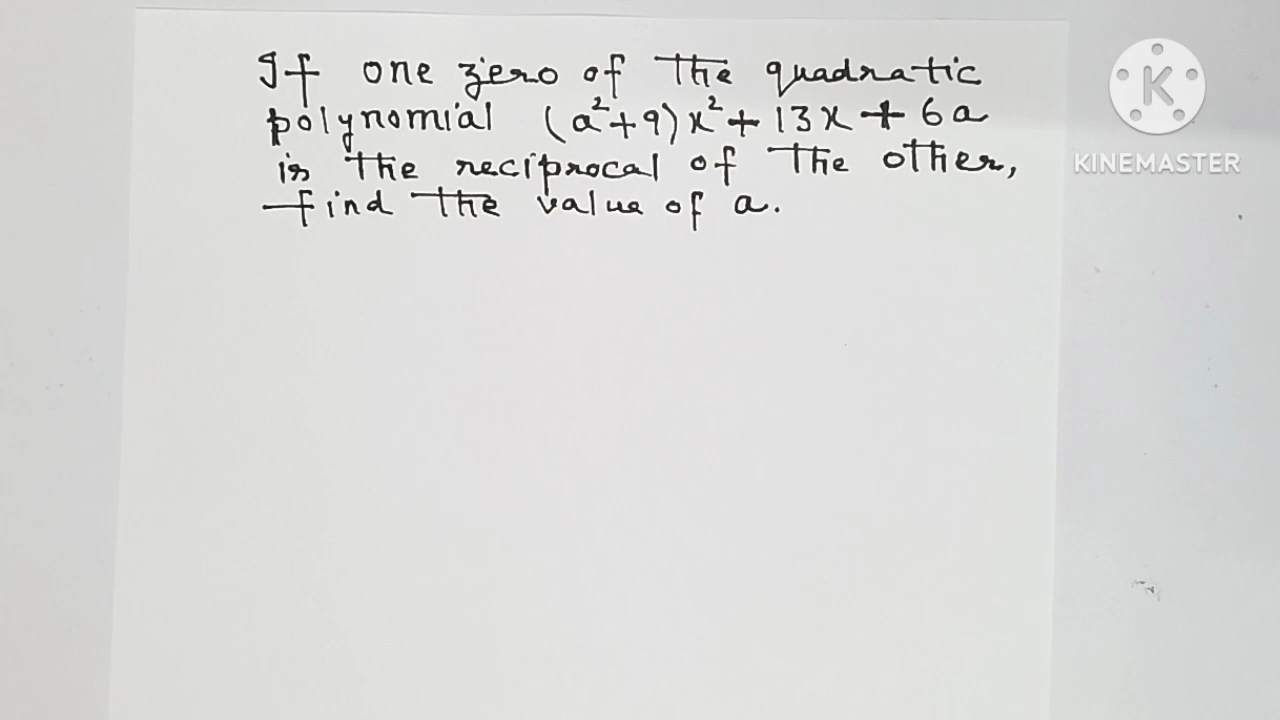 If one zero of the quadratic
polynomial (a²+9)x²+13x+6a
is the reciprocal of the other,
find the value of a.
K
KINEMASTER